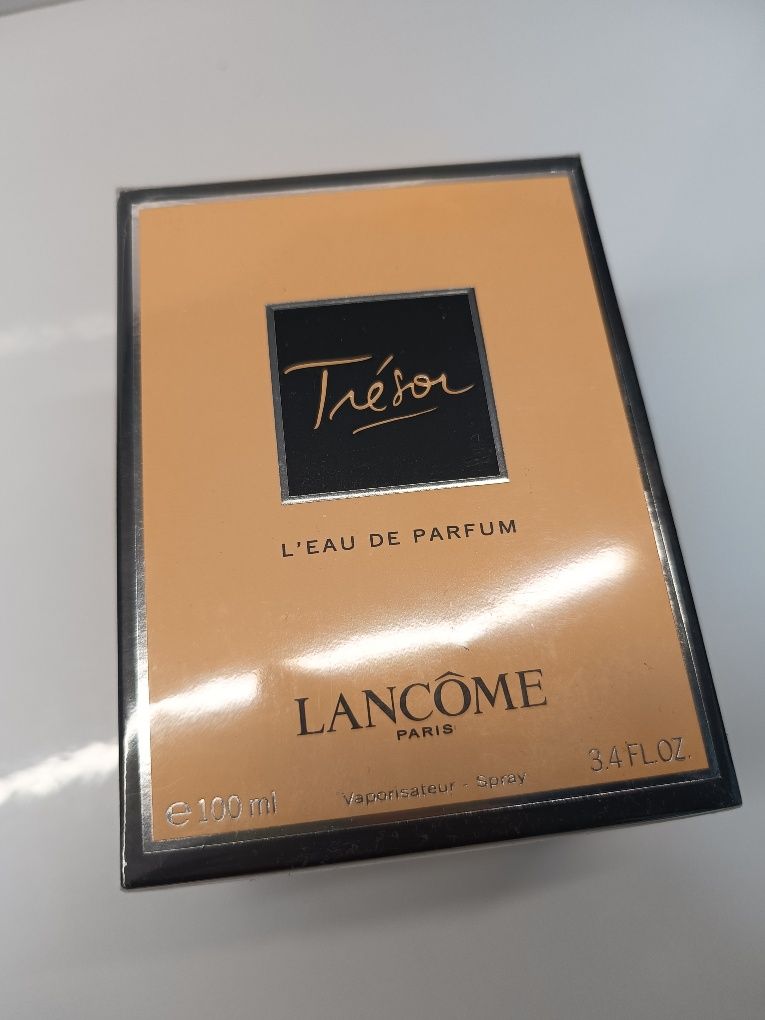 Trésor
L'EAU DE PARFUM
LANCÔME
PARIS
℮ 100 ml
Vaporisateur - Spray
3.4 FL.OZ.